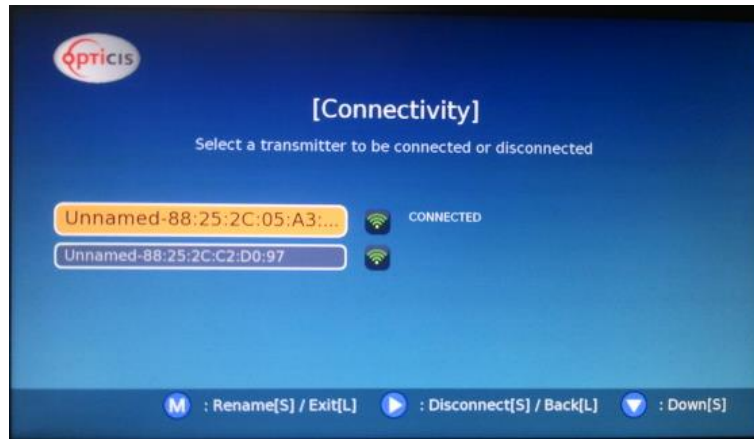 OPTICIS
[Connectivity]
Select a transmitter to be connected or disconnected
Unnamed-88:25:2C:05:A3:... CONNECTED
Unnamed-88:25:2C:C2:D0:97
M : Rename[S] / Exit[L] : Disconnect[S] / Back[L] : Down[S]